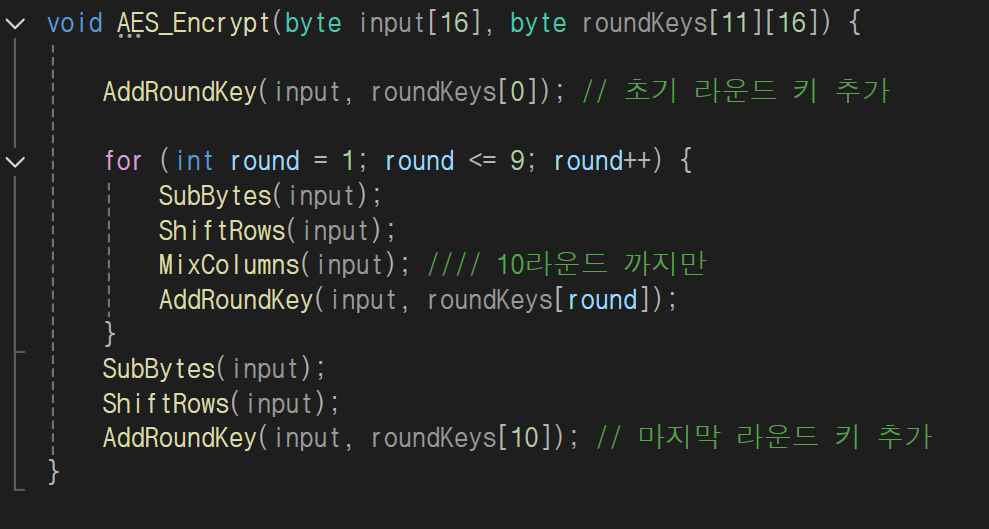 void AES_Encrypt(byte input[16], byte roundKeys[11][16]) {
AddRoundKey(input, roundKeys[0]); // 초기 라운드 키 추가
for (int round = 1; round <= 9; round++) {
SubBytes(input);
ShiftRows(input);
MixColumns(input); //// 10라운드 까지만
AddRoundKey(input, roundKeys[round]);
}
SubBytes(input);
ShiftRows(input);
AddRoundKey(input, roundKeys[10]); // 마지막 라운드 키 추가
}